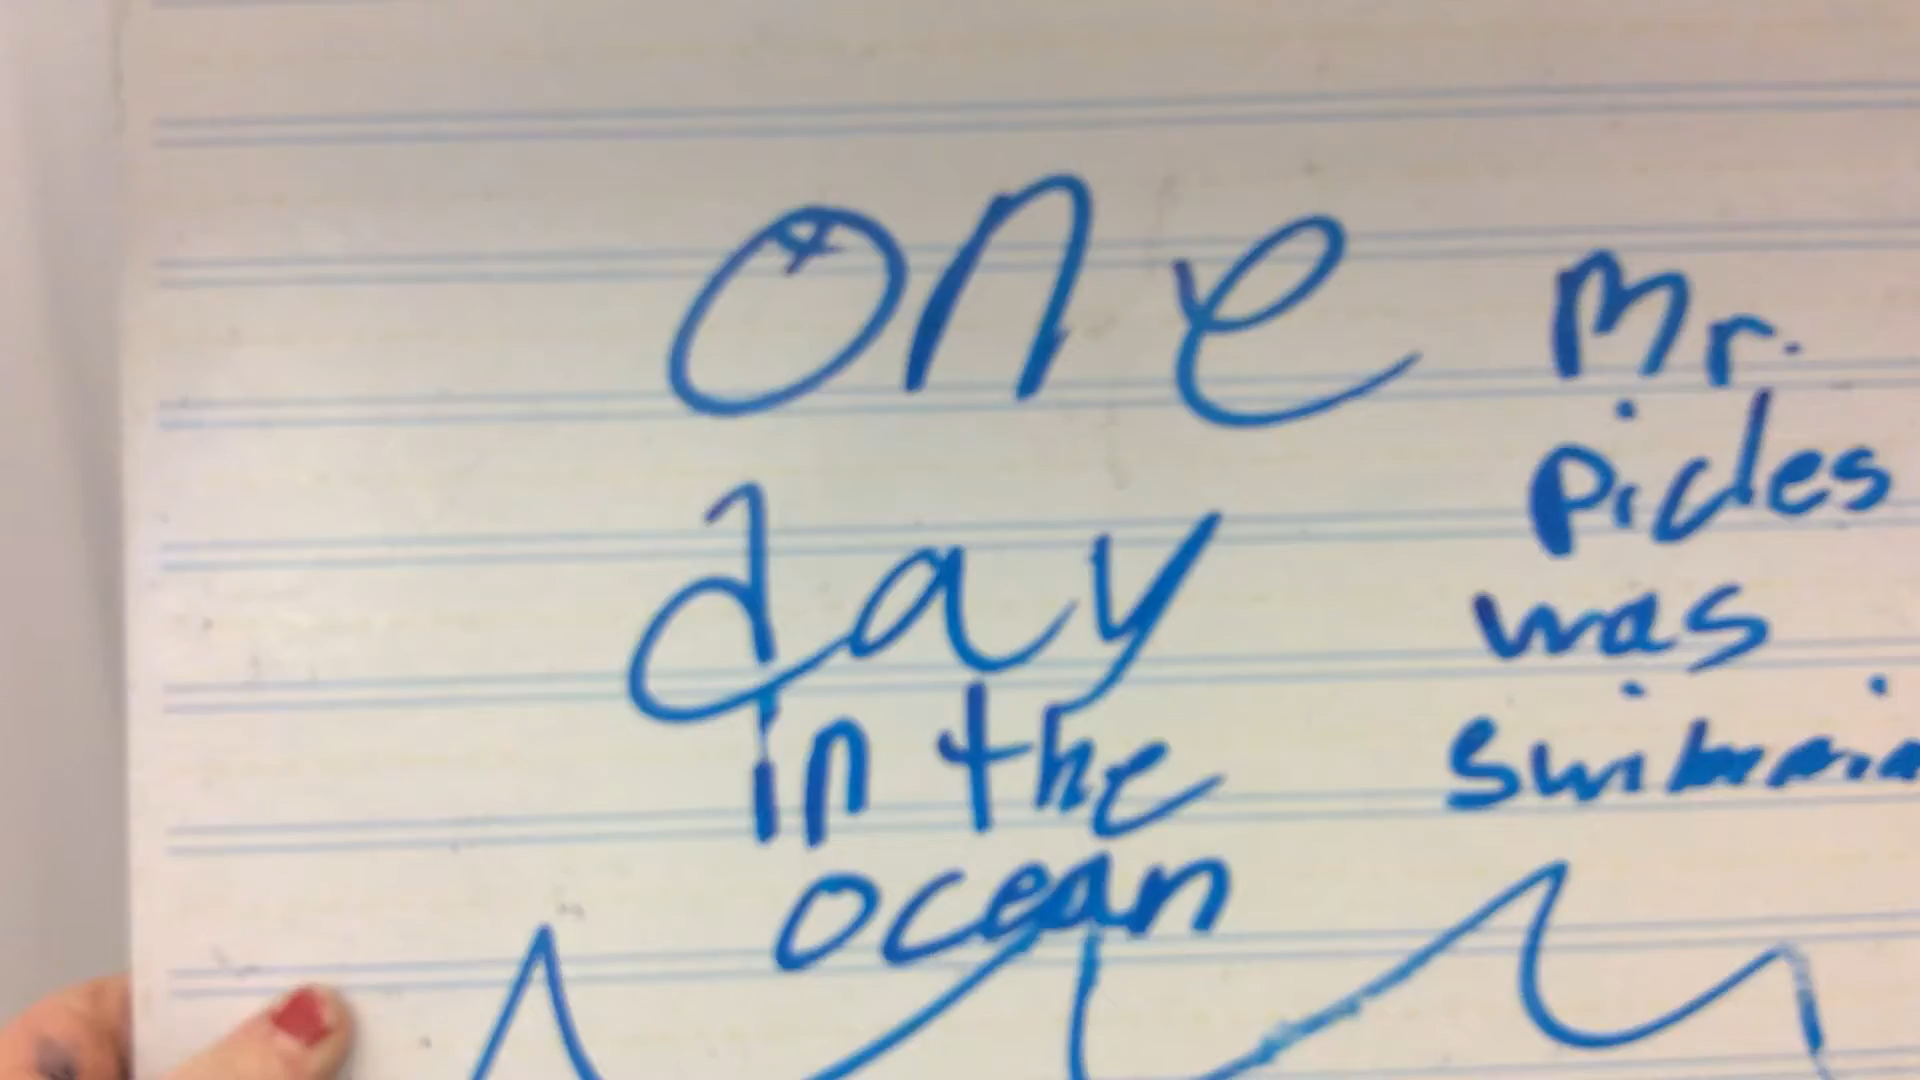 one
day
in the
ocean
Mr.
picles
was